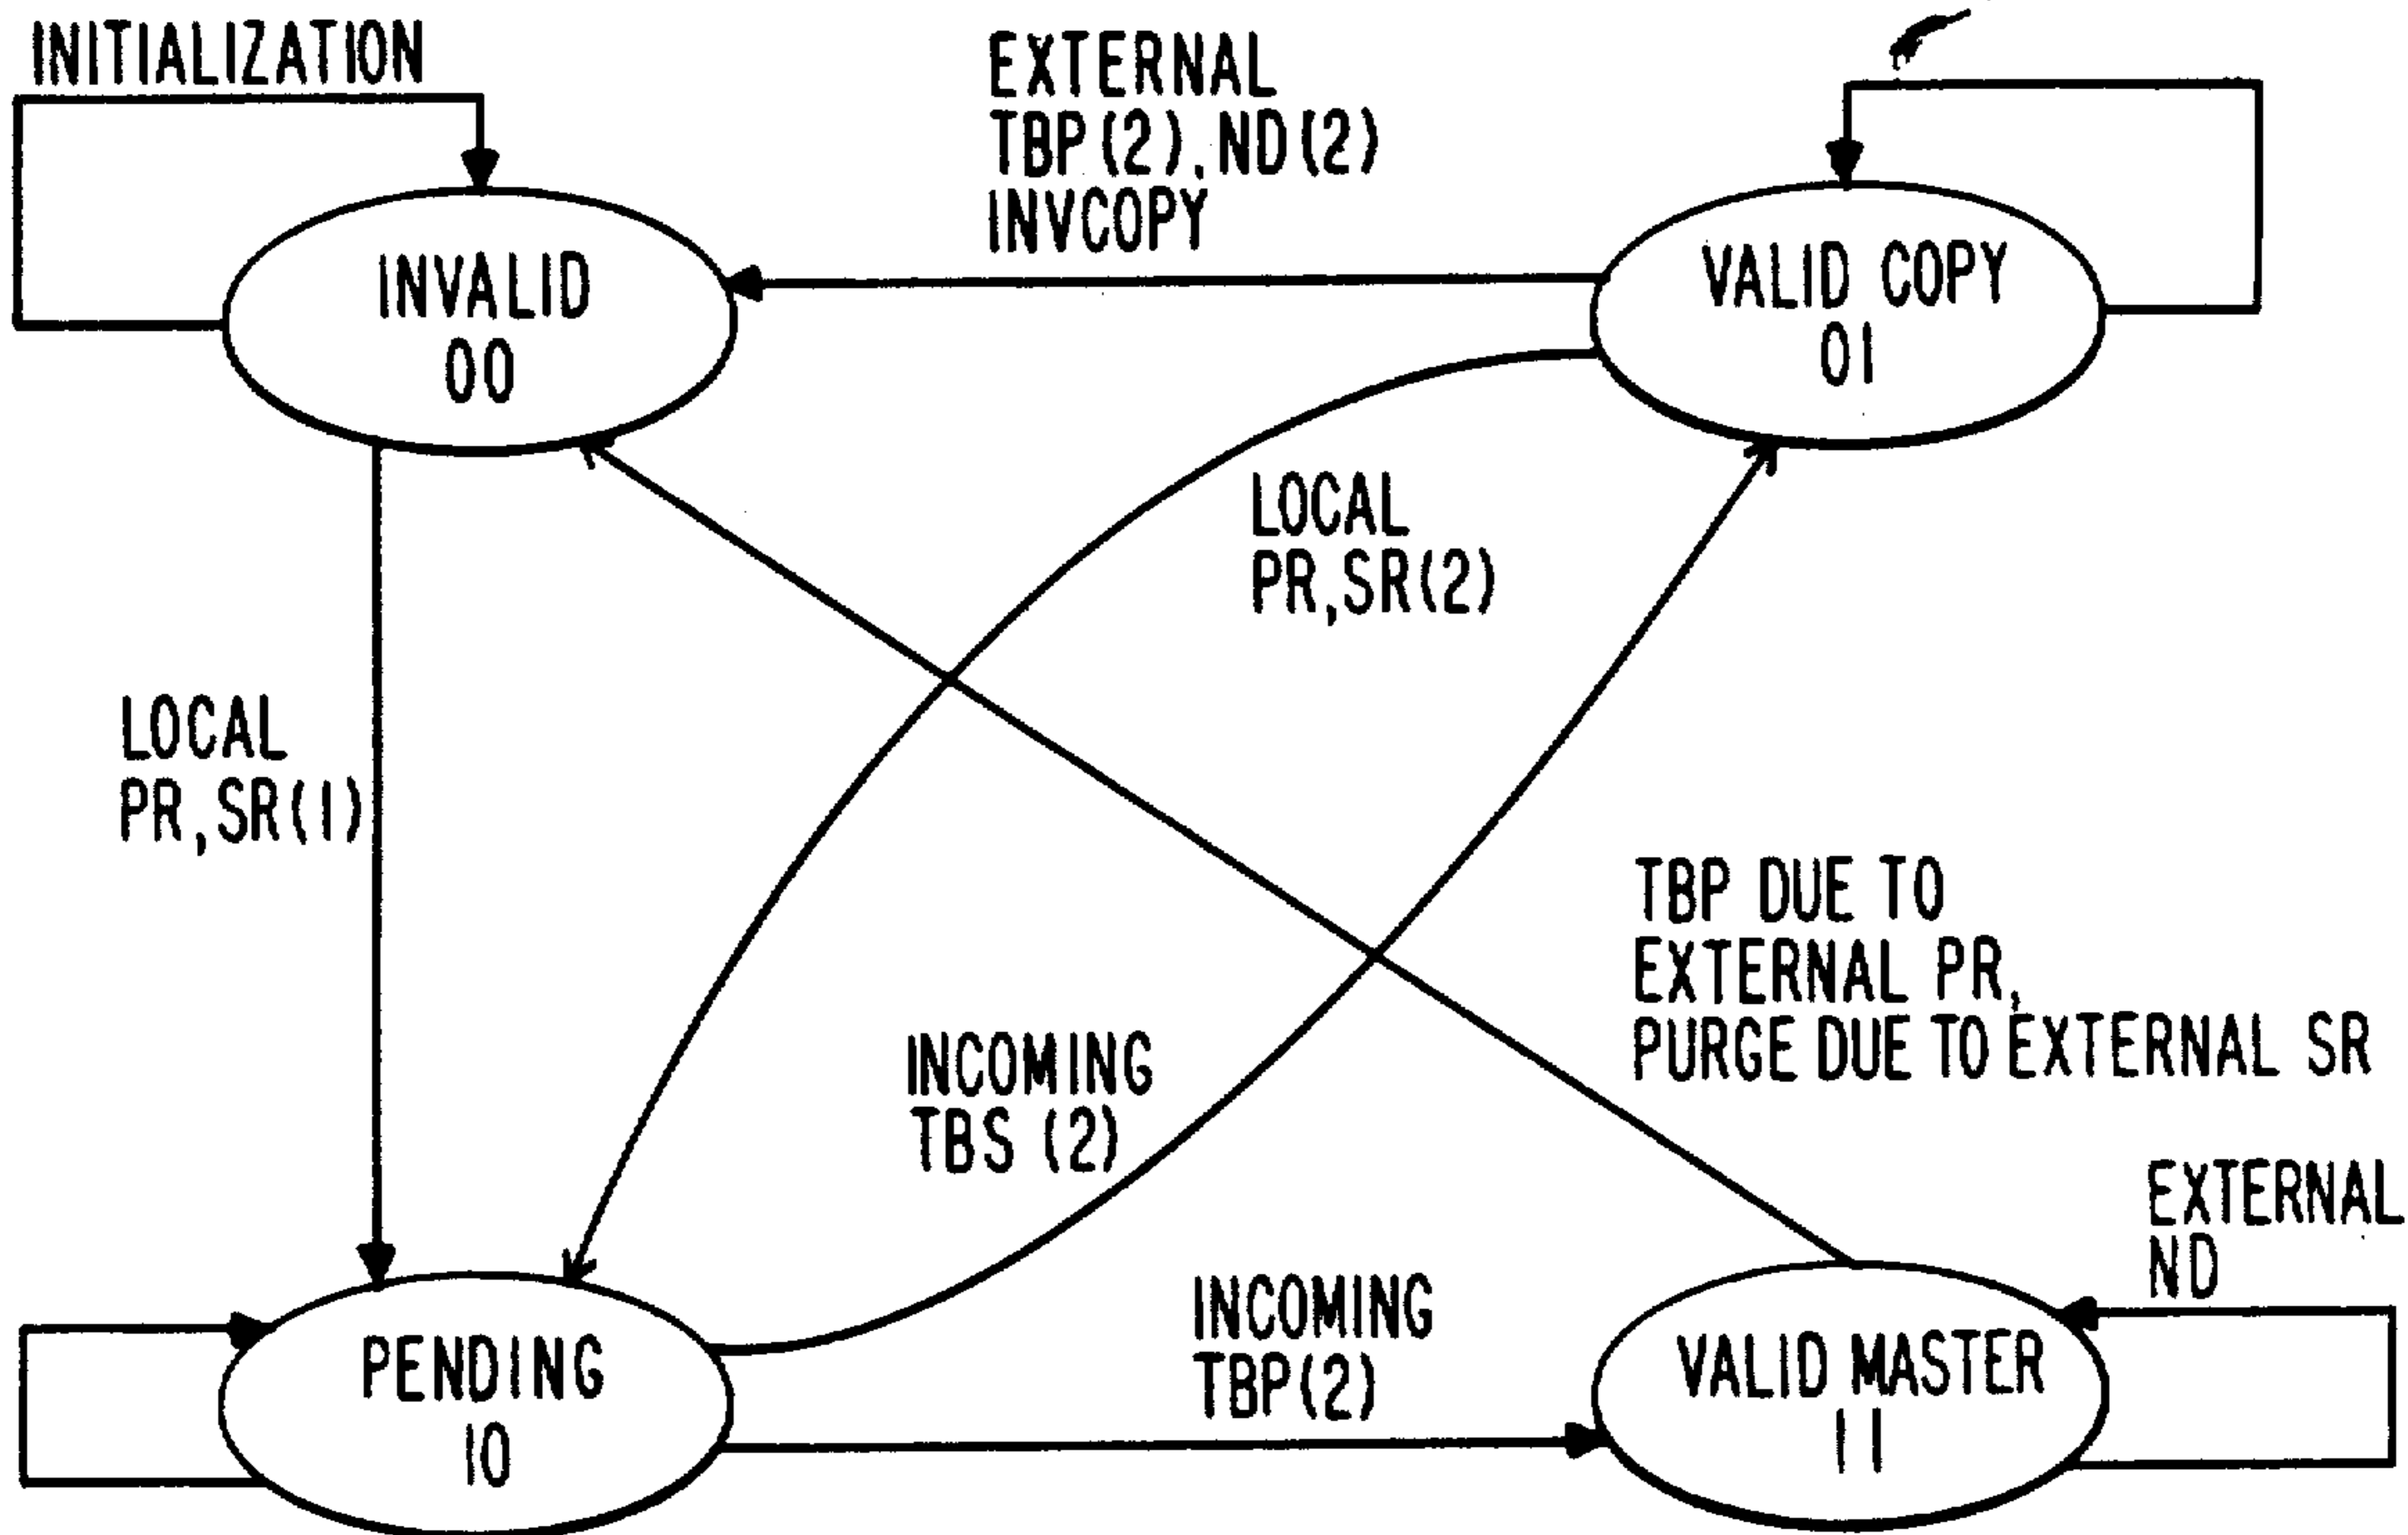 INITIALIZATION
EXTERNAL
TBP(2), ND(2)
INVCOPY
INVALID
00
VALID COPY
01
LOCAL
PR,SR(2)
LOCAL
PR,SR(1)
TBP DUE TO
EXTERNAL PR,
PURGE DUE TO EXTERNAL SR
INCOMING
TBS (2)
EXTERNAL
ND
INCOMING
TBP(2)
PENDING
10
VALID MASTER
11